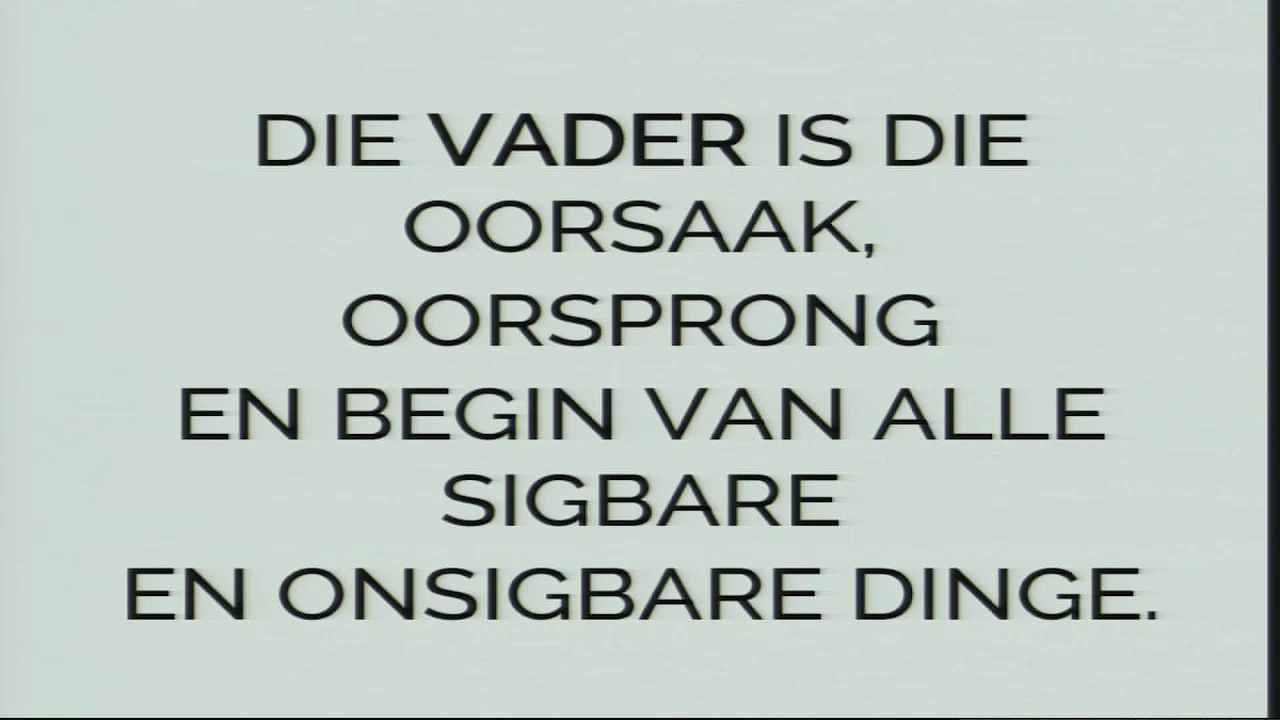 DIE VADER IS DIE
OORSAAK,
OORSPRONG
EN BEGIN VAN ALLE
SIGBARE
EN ONSIGBARE DINGE.